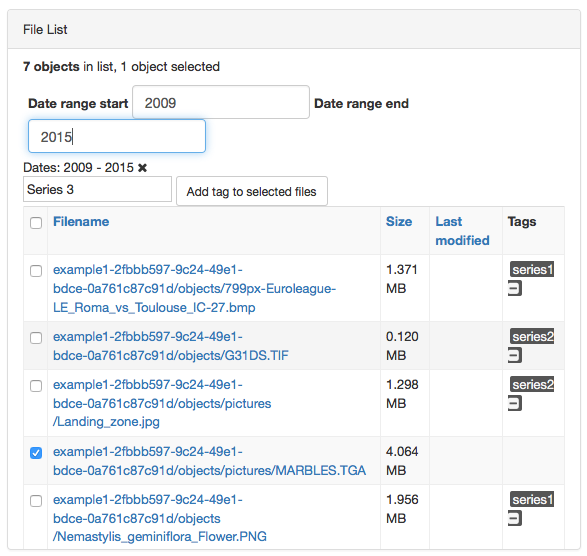 File List
7 objects in list, 1 object selected
Date range start 2009 Date range end
2015
Dates: 2009 - 2015 ✖
Series 3 Add tag to selected files
Filename Size Last modified Tags
example1-2fbbb597-9c24-49e1-
bdce-0a761c87c91d/objects/799px-Euroleague-
LE_Roma_vs_Toulouse_IC-27.bmp
1.371
MB
series1
example1-2fbbb597-9c24-49e1-
bdce-0a761c87c91d/objects/G31DS.TIF
0.120
MB
series2
example1-2fbbb597-9c24-49e1-
bdce-0a761c87c91d/objects/pictures
/Landing_zone.jpg
1.298
MB
series2
example1-2fbbb597-9c24-49e1-
bdce-0a761c87c91d/objects/pictures/MARBLES.TGA
4.064
MB
example1-2fbbb597-9c24-49e1-
bdce-0a761c87c91d/objects
/Nemastylis_geminiflora_Flower.PNG
1.956
MB
series1